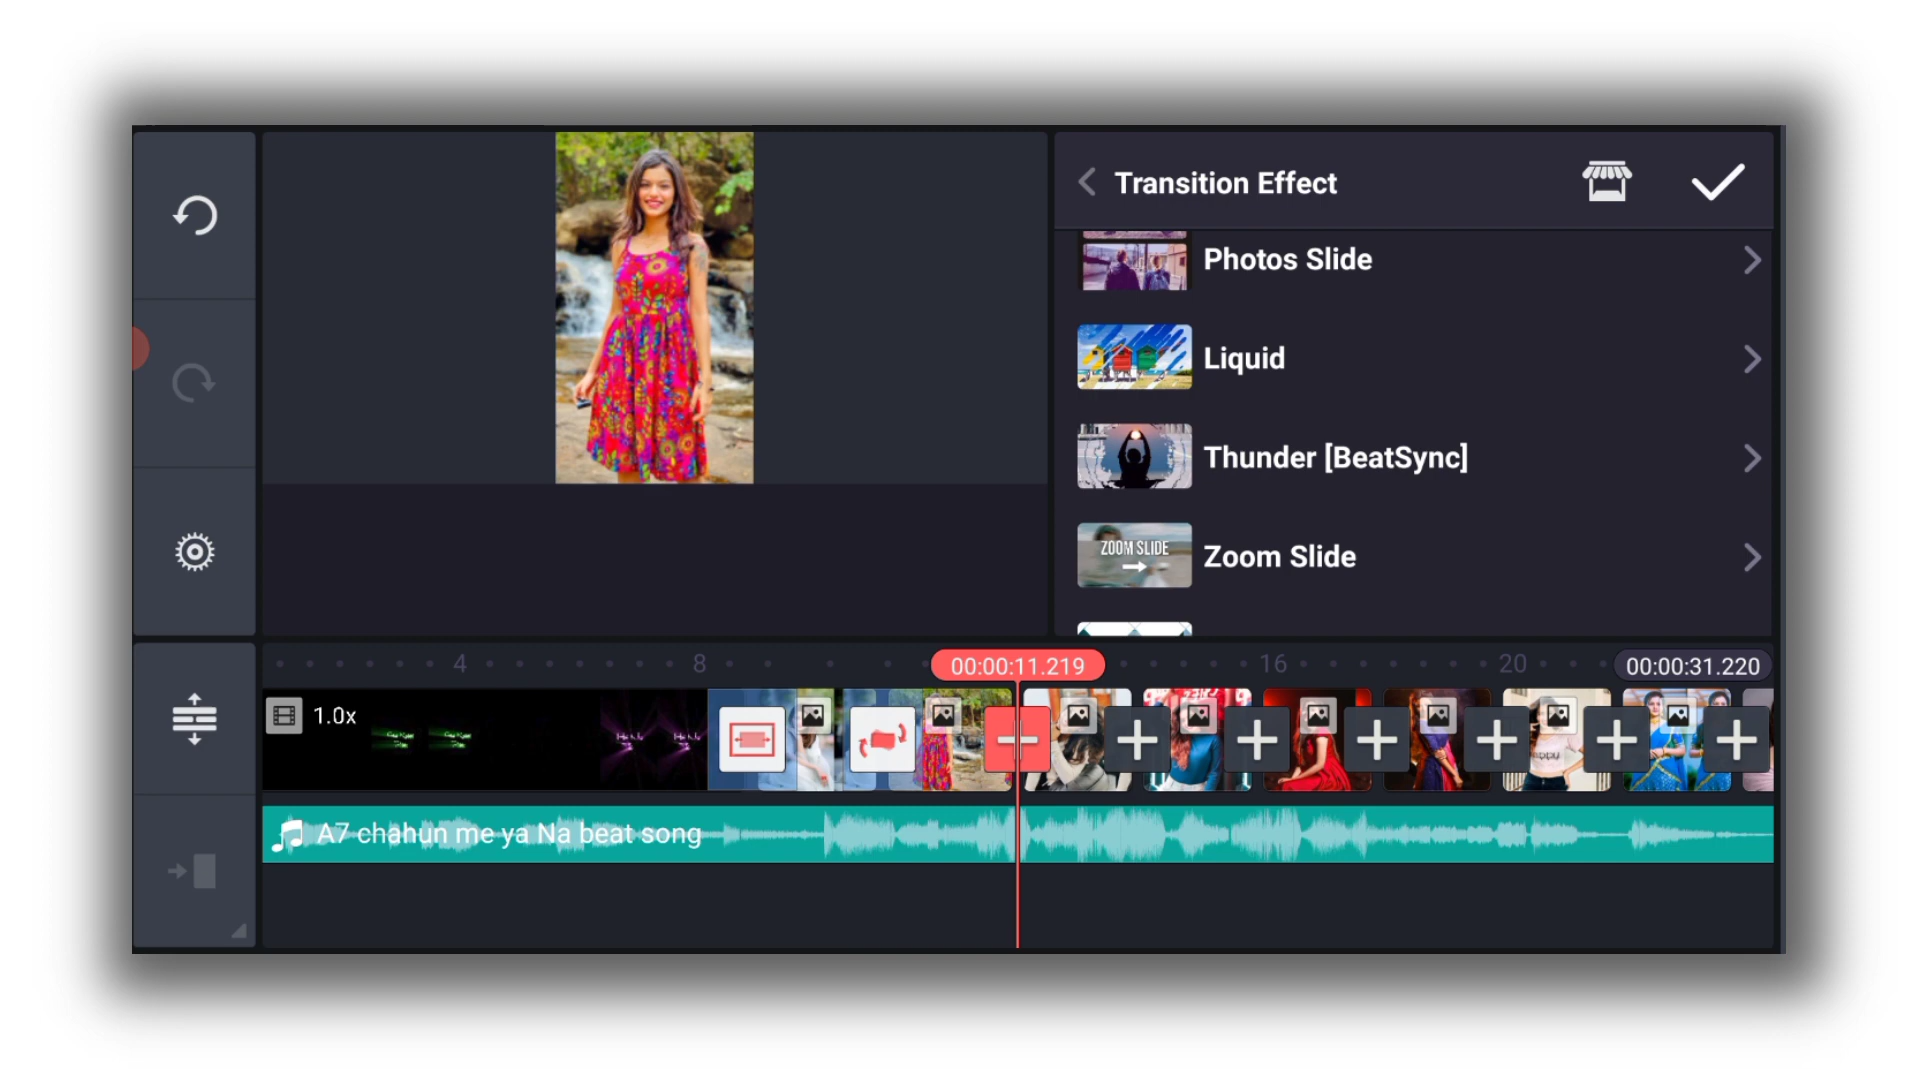 Transition Effect
Photos Slide
Liquid
Thunder [BeatSync]
ZOOM SLIDE
Zoom Slide
4
8
00:00:11.219
16
20
00:00:31.220
1.0x
A7 chahun me ya Na beat song